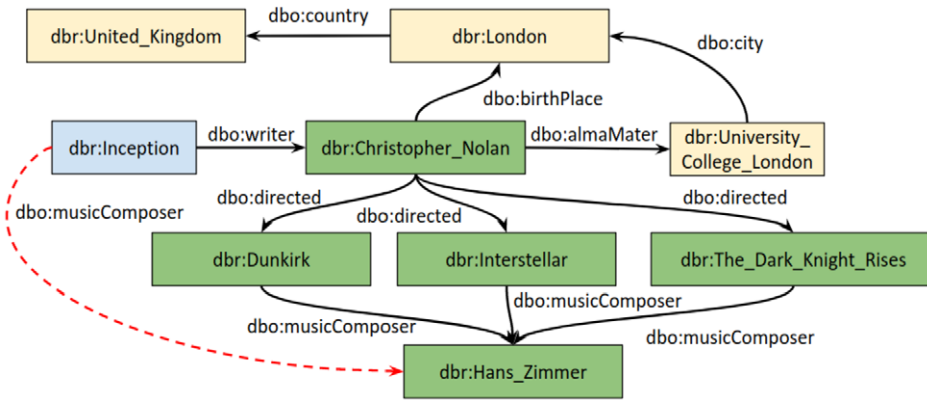 dbo:country
dbr:United_Kingdom
dbr:London
dbo:city
dbo:birthPlace
dbr:Inception
dbo:writer
dbr:Christopher_Nolan
dbo:almaMater
dbr:University_
College_London
dbo:musicComposer
dbo:directed
dbo:directed
dbo:directed
dbr:Dunkirk
dbr:Interstellar
dbr:The_Dark_Knight_Rises
dbo:musicComposer
dbo:musicComposer
dbo:musicComposer
dbr:Hans_Zimmer